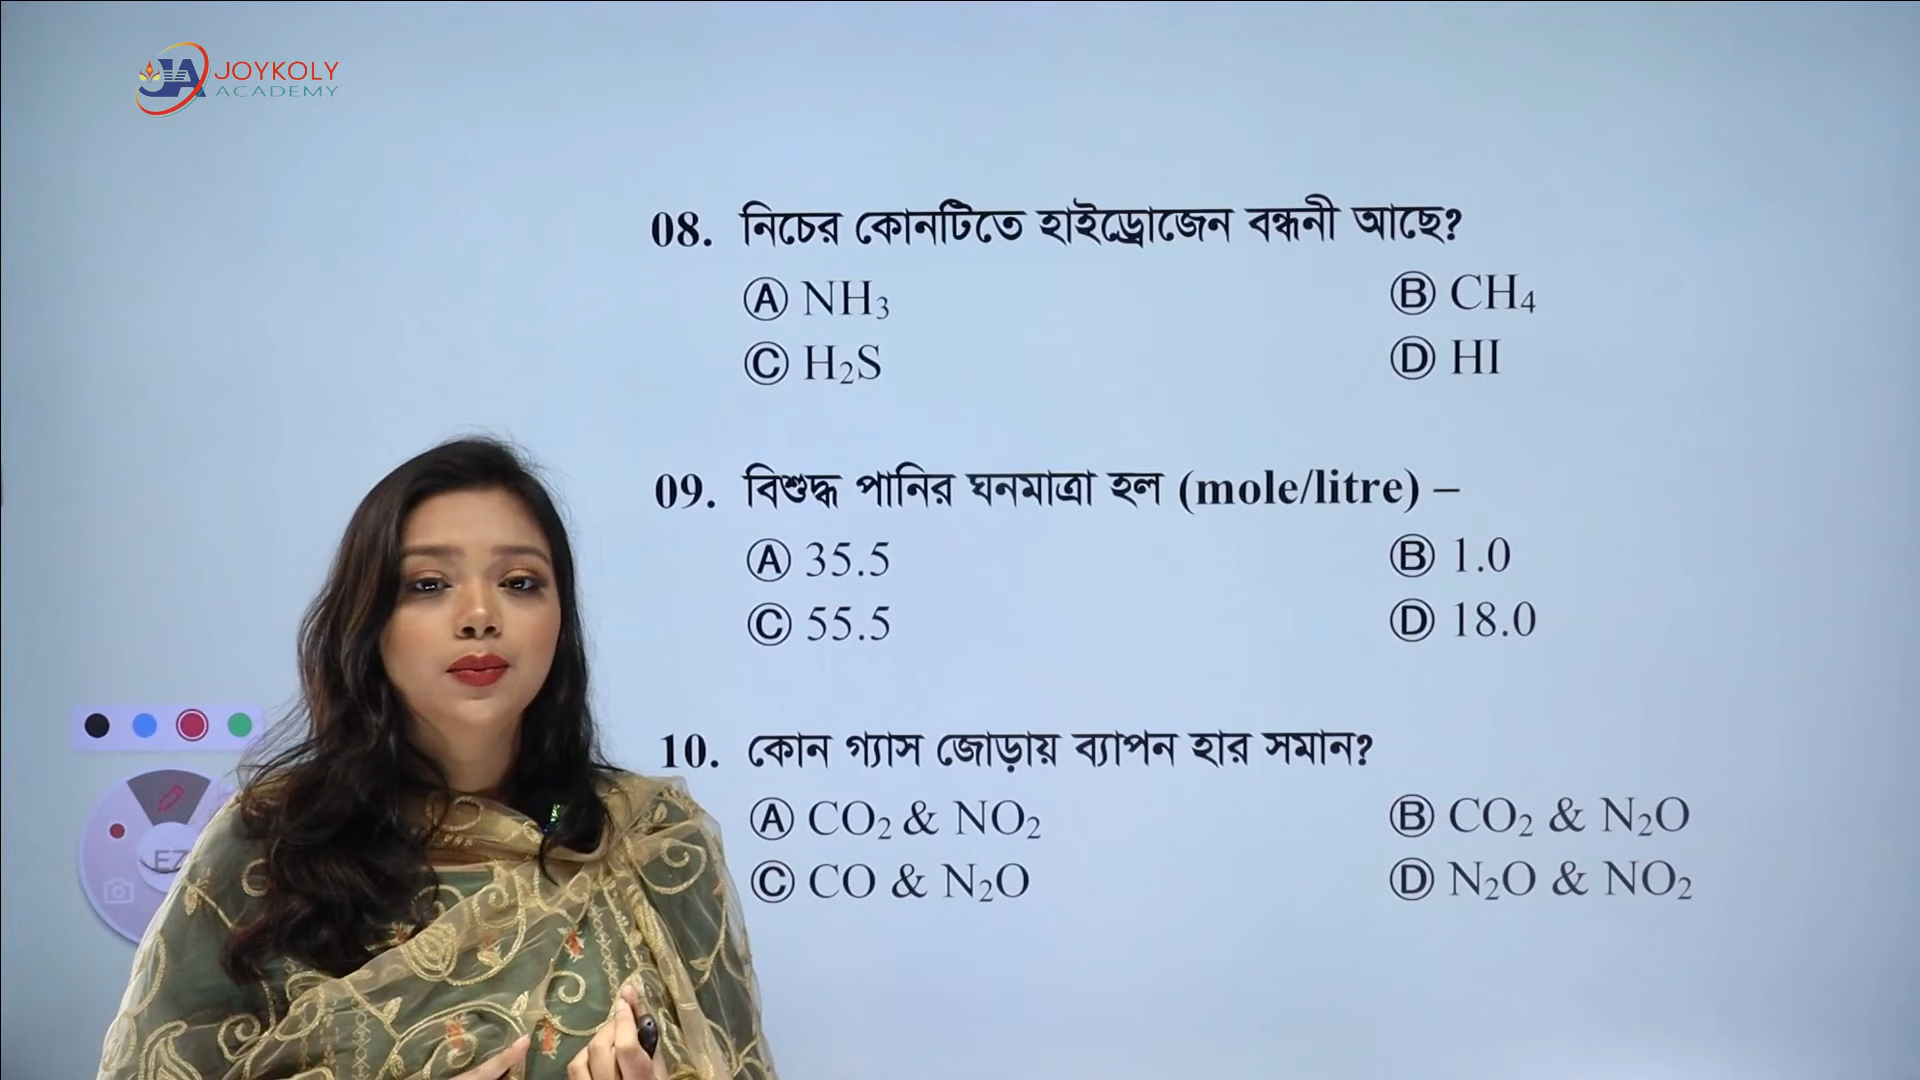 JOYKOLY
ACADEMY
08. নিচের কোনটিতে হাইড্রোজেন বন্ধনী আছে?
Ⓐ NH₃ Ⓑ CH₄
Ⓒ H₂S Ⓓ HI
09. বিশুদ্ধ পানির ঘনমাত্রা হল (mole/litre) –
Ⓐ 35.5 Ⓑ 1.0
Ⓒ 55.5 Ⓓ 18.0
10. কোন গ্যাস জোড়ায় ব্যাপন হার সমান?
Ⓐ CO₂ & NO₂ Ⓑ CO₂ & N₂O
Ⓒ CO & N₂O Ⓓ N₂O & NO₂
EZ